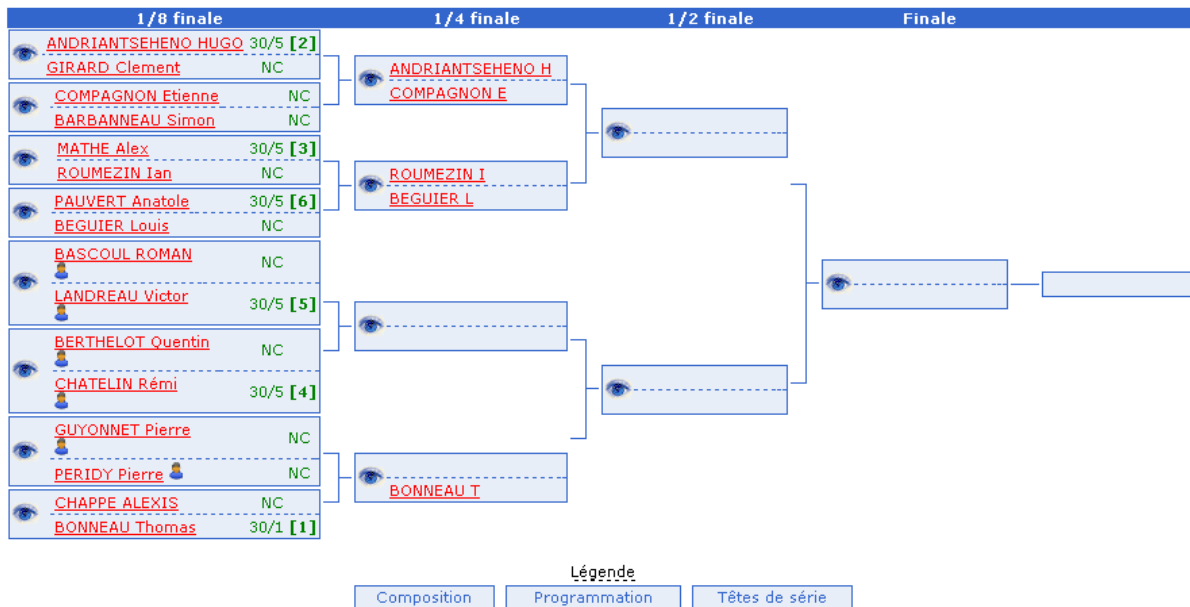 1/8 finale 1/4 finale 1/2 finale Finale
ANDRIANTSEHENO HUGO 30/5 [2]
GIRARD Clement NC
COMPAGNON Etienne NC
BARBANNEAU Simon NC
MATHE Alex 30/5 [3]
ROUMEZIN Ian NC
PAUVERT Anatole 30/5 [6]
BEGUIER Louis NC
BASCOUL ROMAN NC
LANDREAU Victor 30/5 [5]
BERTHELOT Quentin NC
CHATELIN Rémi 30/5 [4]
GUYONNET Pierre NC
PERIDY Pierre NC
CHAPPE ALEXIS NC
BONNEAU Thomas 30/1 [1]
ANDRIANTSEHENO H
COMPAGNON E
ROUMEZIN I
BEGUIER L
BONNEAU T
Légende
Composition Programmation Têtes de série